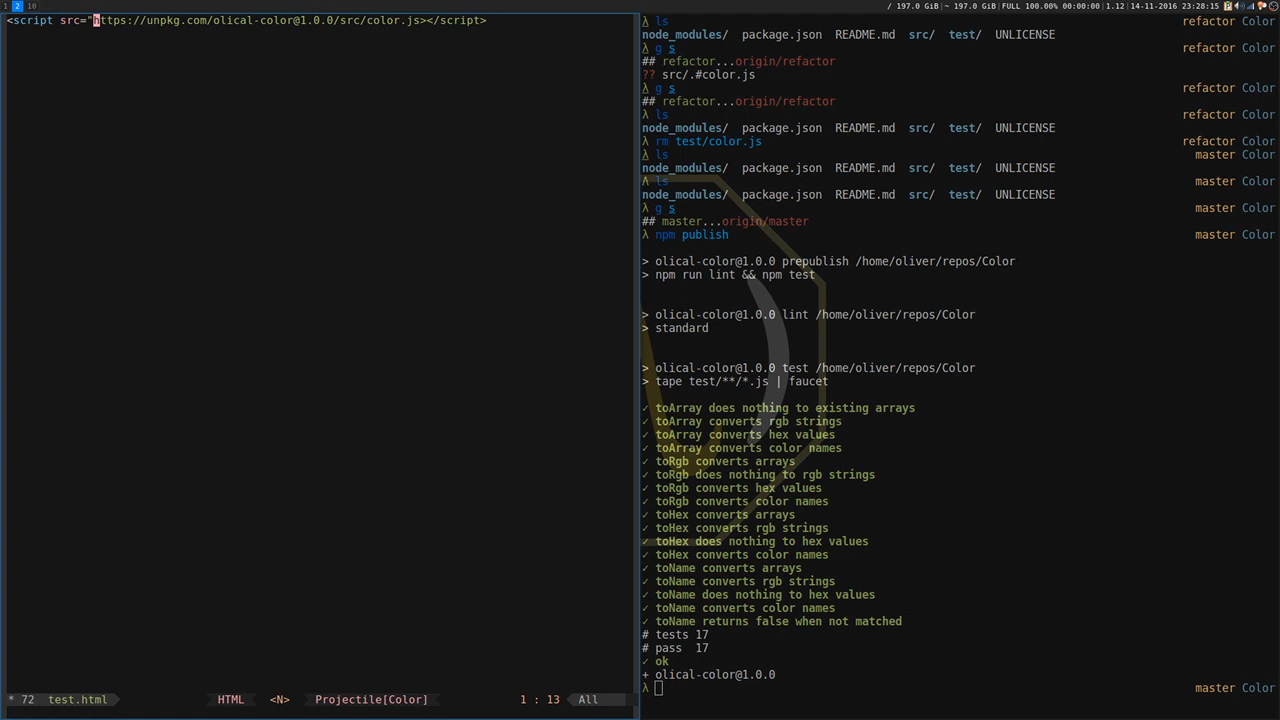 1 2 10
/ 197.0 GiB|~ 197.0 GiB|FULL 100.00% 00:00:00|1.12|14-11-2016 23:28:15
<script src="https://unpkg.com/olical-color@1.0.0/src/color.js></script>
* 72 test.html HTML <N> Projectile[Color] 1 : 13 All
λ ls refactor Color
node_modules/ package.json README.md src/ test/ UNLICENSE
λ g s refactor Color
## refactor...origin/refactor
?? src/.#color.js
λ g s refactor Color
## refactor...origin/refactor
λ ls refactor Color
node_modules/ package.json README.md src/ test/ UNLICENSE
λ rm test/color.js refactor Color
λ ls master Color
node_modules/ package.json README.md src/ test/ UNLICENSE
λ ls master Color
node_modules/ package.json README.md src/ test/ UNLICENSE
λ g s master Color
## master...origin/master
λ npm publish master Color
> olical-color@1.0.0 prepublish /home/oliver/repos/Color
> npm run lint && npm test
> olical-color@1.0.0 lint /home/oliver/repos/Color
> standard
> olical-color@1.0.0 test /home/oliver/repos/Color
> tape test/**/*.js | faucet
✓ toArray does nothing to existing arrays
✓ toArray converts rgb strings
✓ toArray converts hex values
✓ toArray converts color names
✓ toRgb converts arrays
✓ toRgb does nothing to rgb strings
✓ toRgb converts hex values
✓ toRgb converts color names
✓ toHex converts arrays
✓ toHex converts rgb strings
✓ toHex does nothing to hex values
✓ toHex converts color names
✓ toName converts arrays
✓ toName converts rgb strings
✓ toName does nothing to hex values
✓ toName converts color names
✓ toName returns false when not matched
# tests 17
# pass  17
✓ ok
+ olical-color@1.0.0
λ master Color